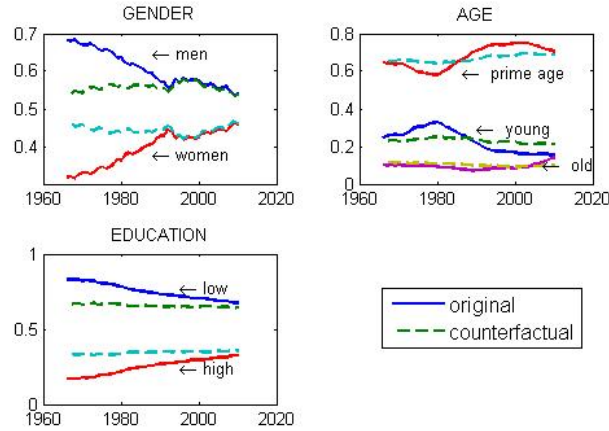 GENDER
0.7
0.6
0.5
0.4
← men
← women
1960
1980
2000
2020
AGE
0.8
0.6
0.4
0.2
0
← prime age
← young
← old
1960
1980
2000
2020
EDUCATION
1
0.5
0
← low
← high
1960
1980
2000
2020
original
counterfactual